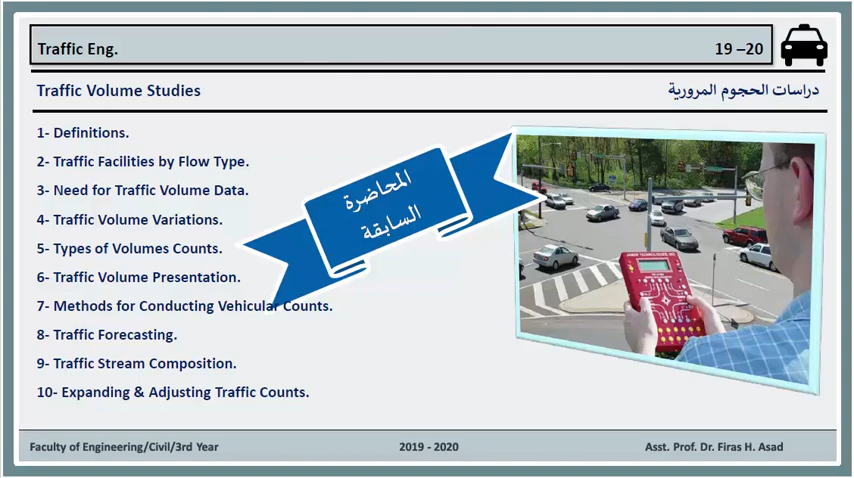 Traffic Eng. 19 –20
Traffic Volume Studies دراسات الحجوم المرورية
1- Definitions.
2- Traffic Facilities by Flow Type.
3- Need for Traffic Volume Data.
4- Traffic Volume Variations.
5- Types of Volumes Counts.
6- Traffic Volume Presentation.
7- Methods for Conducting Vehicular Counts.
8- Traffic Forecasting.
9- Traffic Stream Composition.
10- Expanding & Adjusting Traffic Counts.
المحاضرة
السابقة
Faculty of Engineering/Civil/3rd Year 2019 - 2020 Asst. Prof. Dr. Firas H. Asad